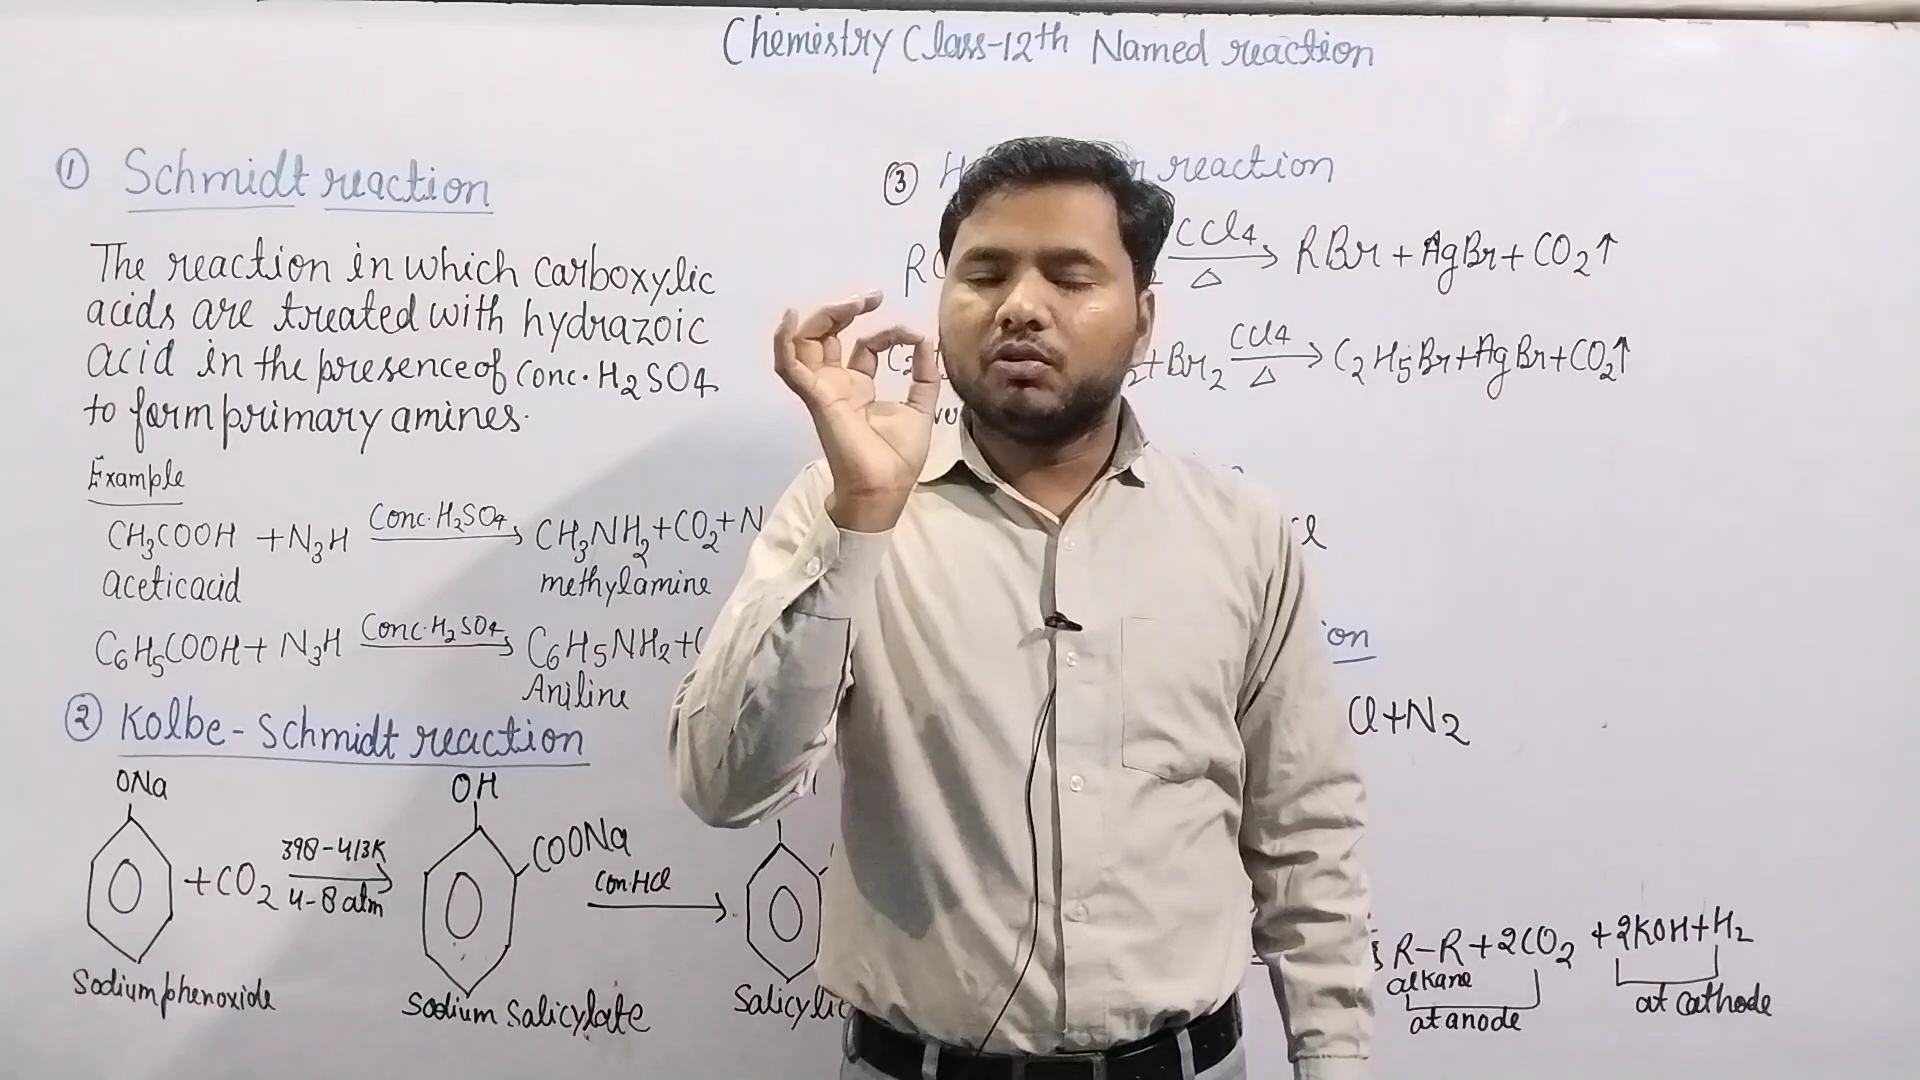 Chemistry Class-12th Named reaction
① Schmidt reaction
The reaction in which carboxylic
acids are treated with hydrazoic
acid in the presence of conc. H2SO4
to form primary amines.
Example
CH3COOH + N3H Conc. H2SO4 → CH3NH2 + CO2 + N
acetic acid methylamine
C6H5COOH + N3H Conc. H2SO4 → C6H5NH2 +
Aniline
② Kolbe - Schmidt reaction
ONa OH
COONa
+ CO2 398-413K → con. HCl →
4-8 atm
Sodium phenoxide Sodium salicylate
③ reaction
CCl4 → RBr + AgBr + CO2↑
Δ
+ Br2 CCl4 → C2H5Br + AgBr + CO2↑
Δ
Cl + N2
R-R + 2CO2 + 2KOH + H2
alkane
at anode at cathode